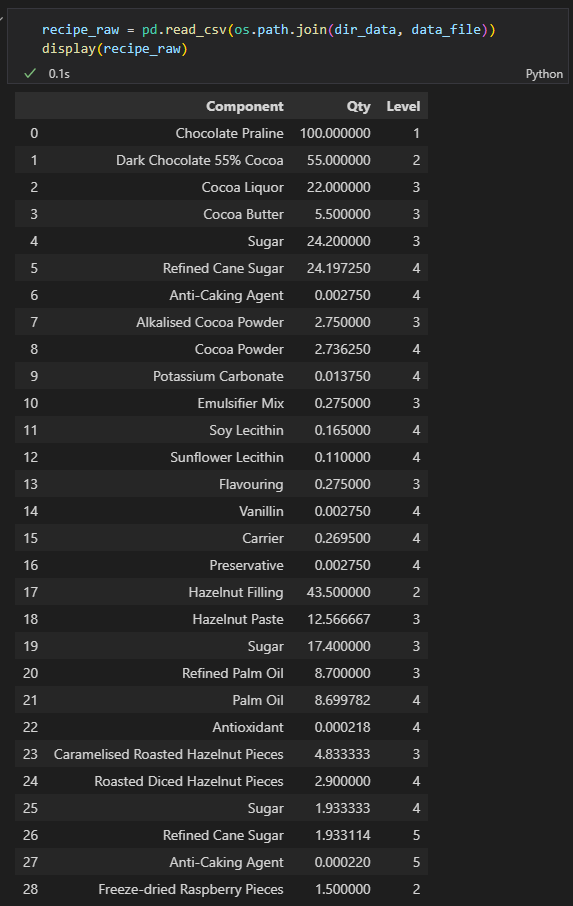 recipe_raw = pd.read_csv(os.path.join(dir_data, data_file))
display(recipe_raw)
0.1s Python
Component Qty Level
0 Chocolate Praline 100.000000 1
1 Dark Chocolate 55% Cocoa 55.000000 2
2 Cocoa Liquor 22.000000 3
3 Cocoa Butter 5.500000 3
4 Sugar 24.200000 3
5 Refined Cane Sugar 24.197250 4
6 Anti-Caking Agent 0.002750 4
7 Alkalised Cocoa Powder 2.750000 3
8 Cocoa Powder 2.736250 4
9 Potassium Carbonate 0.013750 4
10 Emulsifier Mix 0.275000 3
11 Soy Lecithin 0.165000 4
12 Sunflower Lecithin 0.110000 4
13 Flavouring 0.275000 3
14 Vanillin 0.002750 4
15 Carrier 0.269500 4
16 Preservative 0.002750 4
17 Hazelnut Filling 43.500000 2
18 Hazelnut Paste 12.566667 3
19 Sugar 17.400000 3
20 Refined Palm Oil 8.700000 3
21 Palm Oil 8.699782 4
22 Antioxidant 0.000218 4
23 Caramelised Roasted Hazelnut Pieces 4.833333 3
24 Roasted Diced Hazelnut Pieces 2.900000 4
25 Sugar 1.933333 4
26 Refined Cane Sugar 1.933114 5
27 Anti-Caking Agent 0.000220 5
28 Freeze-dried Raspberry Pieces 1.500000 2